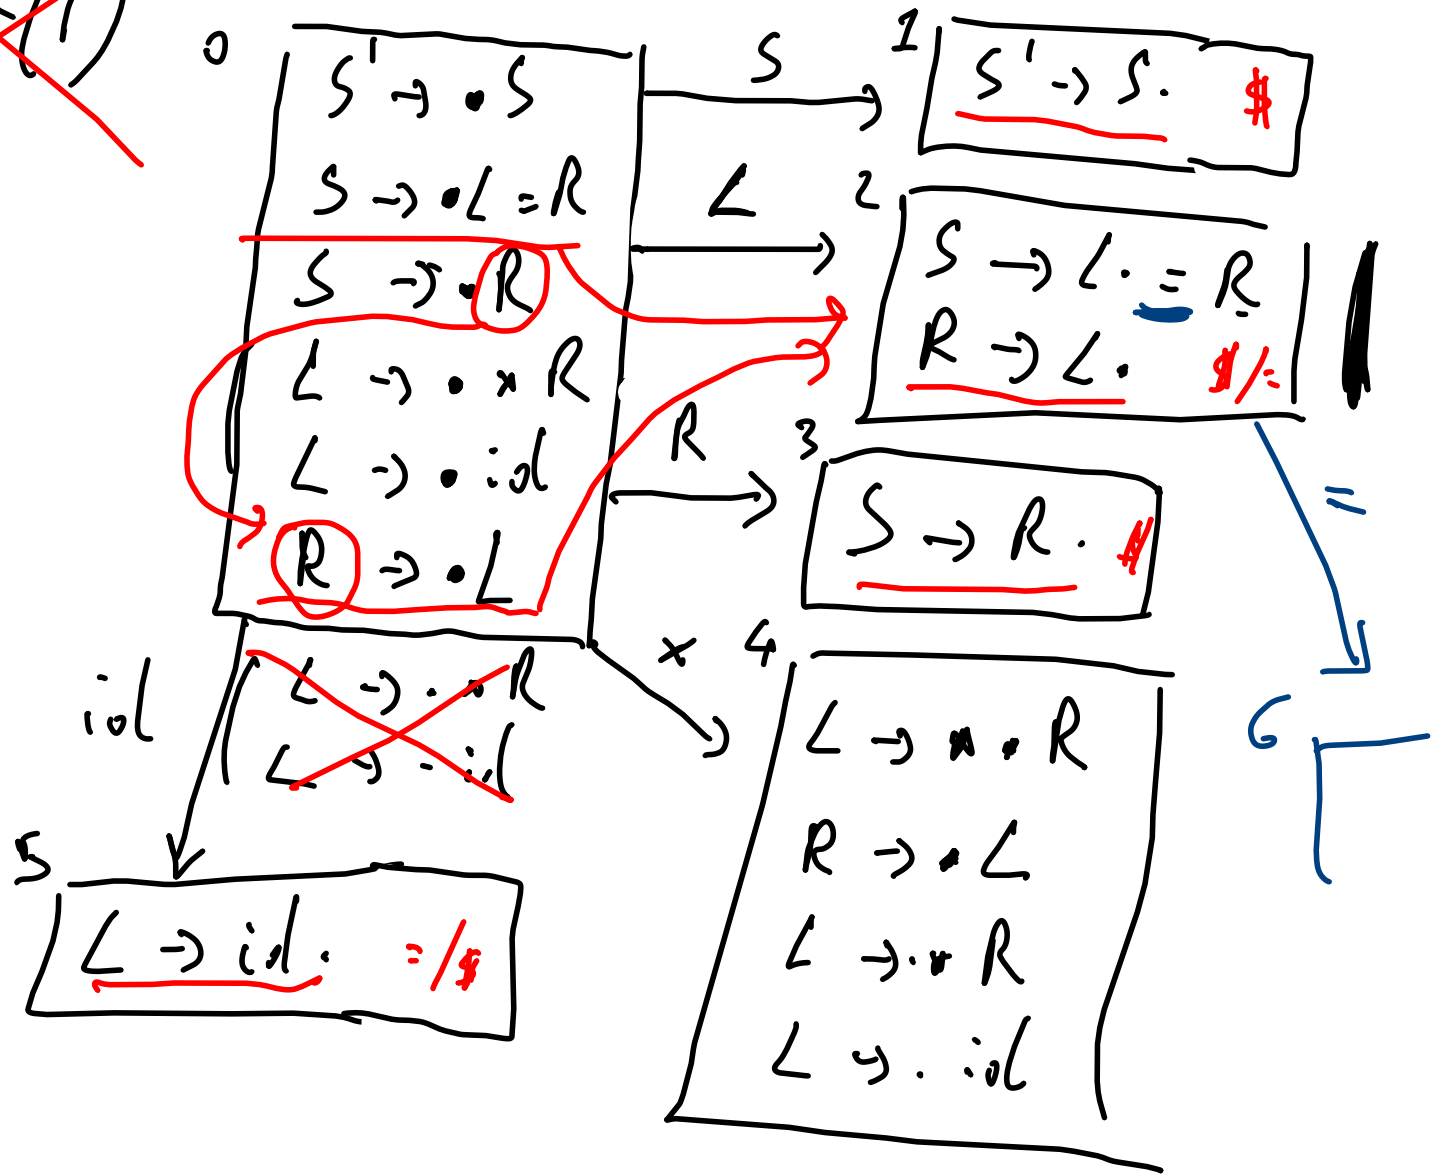 0
S' → • S
S → • L = R
S → • R
L → • * R
L → • id
R → • L
L → . * R
L → . id
S
1
S' → S . $
L
2
S → L . = R
R → L . $/=
R
3
S → R . $
=
6
* 4
L → * . R
R → . L
L → . * R
L → . id
id
5
L → id . =/$